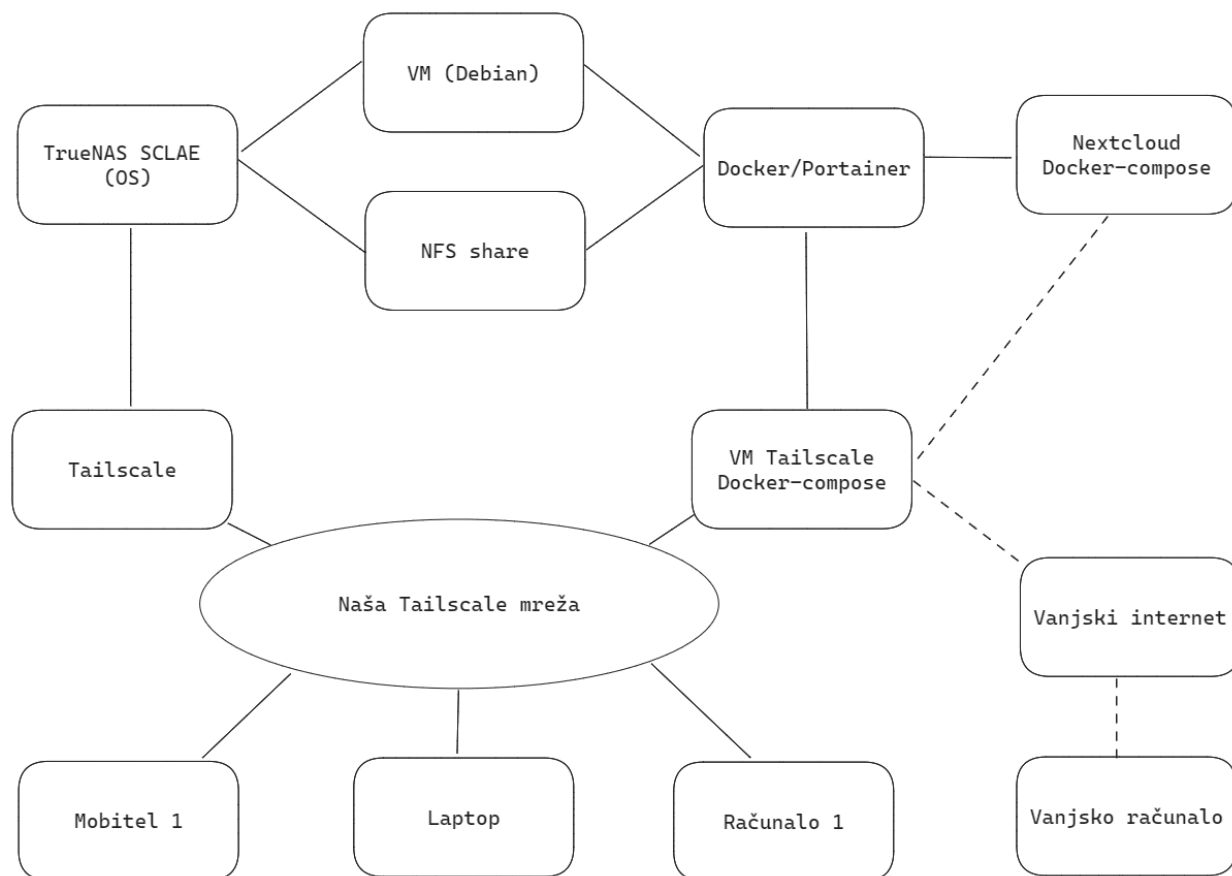 VM (Debian)
TrueNAS SCLAE
(OS)
Docker/Portainer
Nextcloud
Docker-compose
NFS share
Tailscale
VM Tailscale
Docker-compose
Naša Tailscale mreža
Vanjski internet
Mobitel 1
Laptop
Računalo 1
Vanjsko računalo